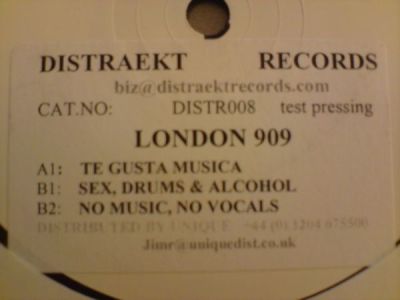 DISTRAEKT RECORDS
biz@distraektrecords.com
CAT.NO: DISTR008 test pressing
LONDON 909
A1: TE GUSTA MUSICA
B1: SEX, DRUMS & ALCOHOL
B2: NO MUSIC, NO VOCALS
DISTRIBUTED BY UNIQUE +44 (0) 1204 675500
Jimr@uniquedist.co.uk